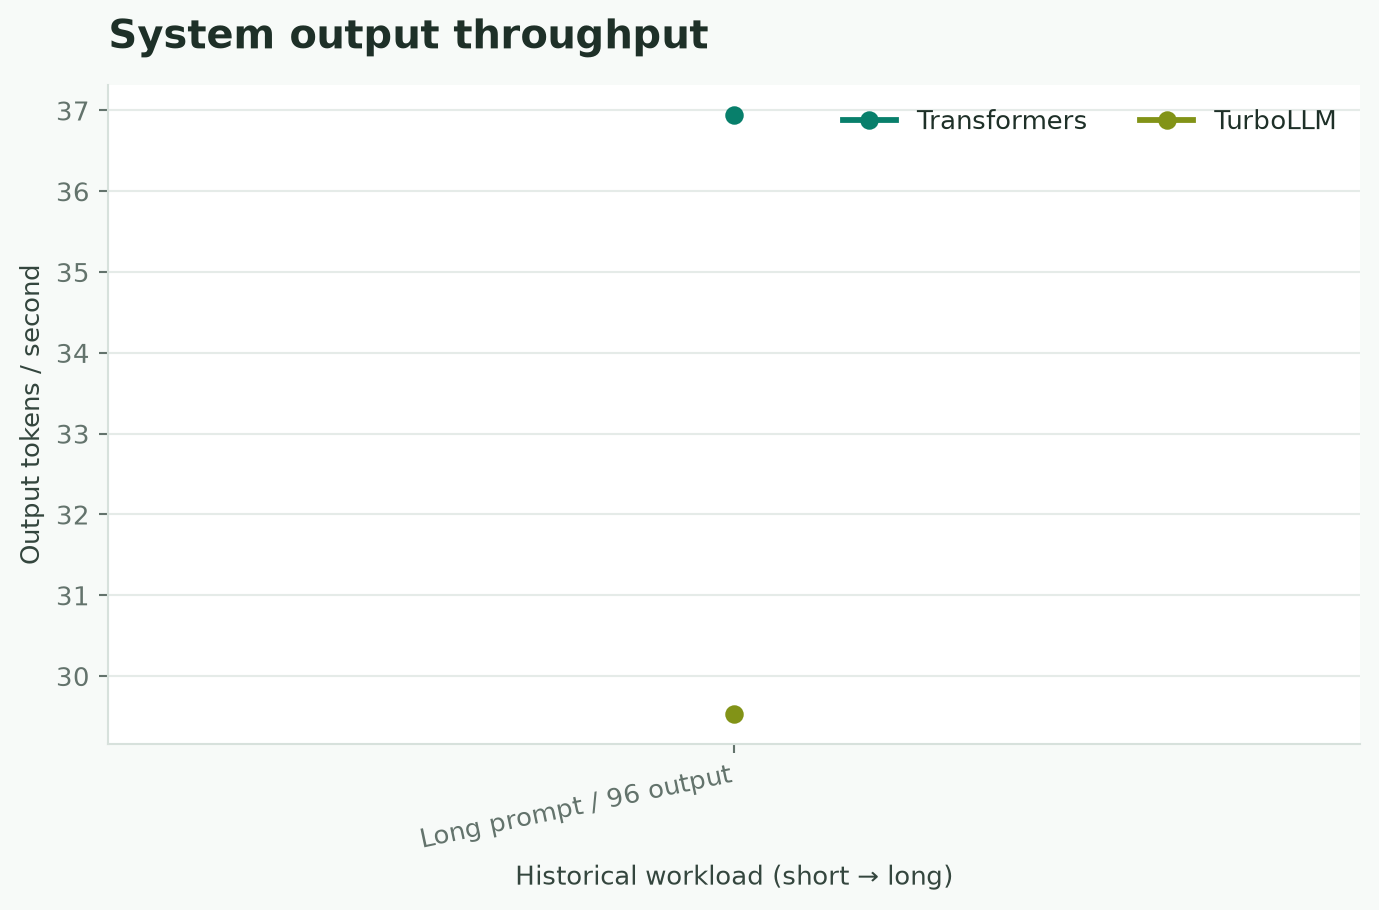 System output throughput
Transformers
TurboLLM
37
36
35
34
33
32
31
30
Output tokens / second
Long prompt / 96 output
Historical workload (short → long)